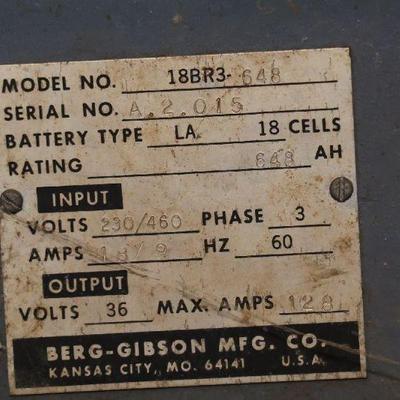 MODEL NO. 18BR3-648
SERIAL NO. A.2.015
BATTERY TYPE LA 18 CELLS
RATING 648 AH
INPUT
VOLTS 230/460 PHASE 3
AMPS 18/9 HZ 60
OUTPUT
VOLTS 36 MAX. AMPS 128
BERG-GIBSON MFG. CO.
KANSAS CITY, MO. 64141 U.S.A.